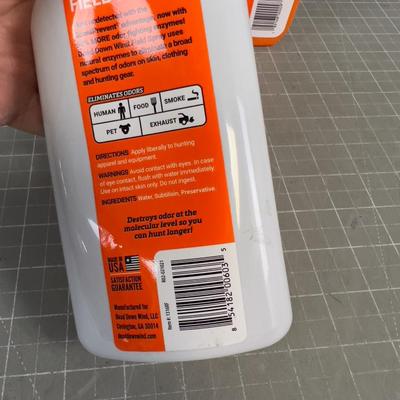 FIEL
undetected with the
advantage, now with
MORE odor fighting enzymes!
Dead Down Wind Field Spray uses
natural enzymes to eliminate a broad
spectrum of odors on skin, clothing
and hunting gear.
ELIMINATES ODORS
HUMAN FOOD SMOKE
PET EXHAUST
DIRECTIONS: Apply liberally to hunting
apparel and equipment.
WARNINGS: Avoid contact with eyes. In case
of eye contact, flush with water immediately.
Use on intact skin only. Do not ingest.
INGREDIENTS: Water, Subtilisin, Preservative.
Destroys odor at the
molecular level so you
can hunt longer!
MADE IN
USA
SATISFACTION
GUARANTEE
Manufactured for
Dead Down Wind, LLC.
Covington, GA 30014
deaddownwind.com
8 54182 00603 5